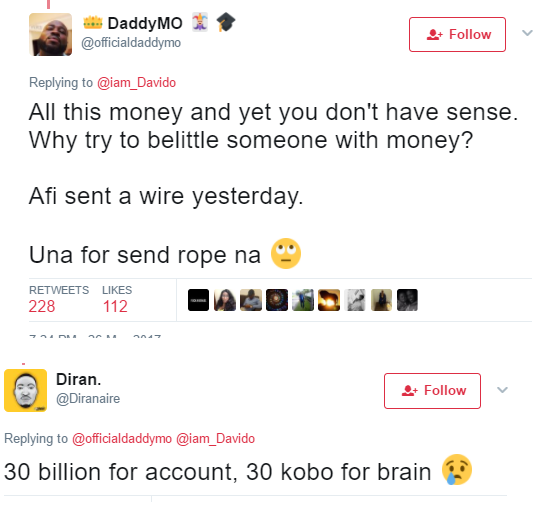 👑 DaddyMO 🃏 🎓
@officialdaddymo
Follow
Replying to @iam_Davido
All this money and yet you don't have sense.
Why try to belittle someone with money?
Afi sent a wire yesterday.
Una for send rope na 🙄
RETWEETS LIKES
228 112
Diran.
@Diranaire
Follow
Replying to @officialdaddymo @iam_Davido
30 billion for account, 30 kobo for brain 😢